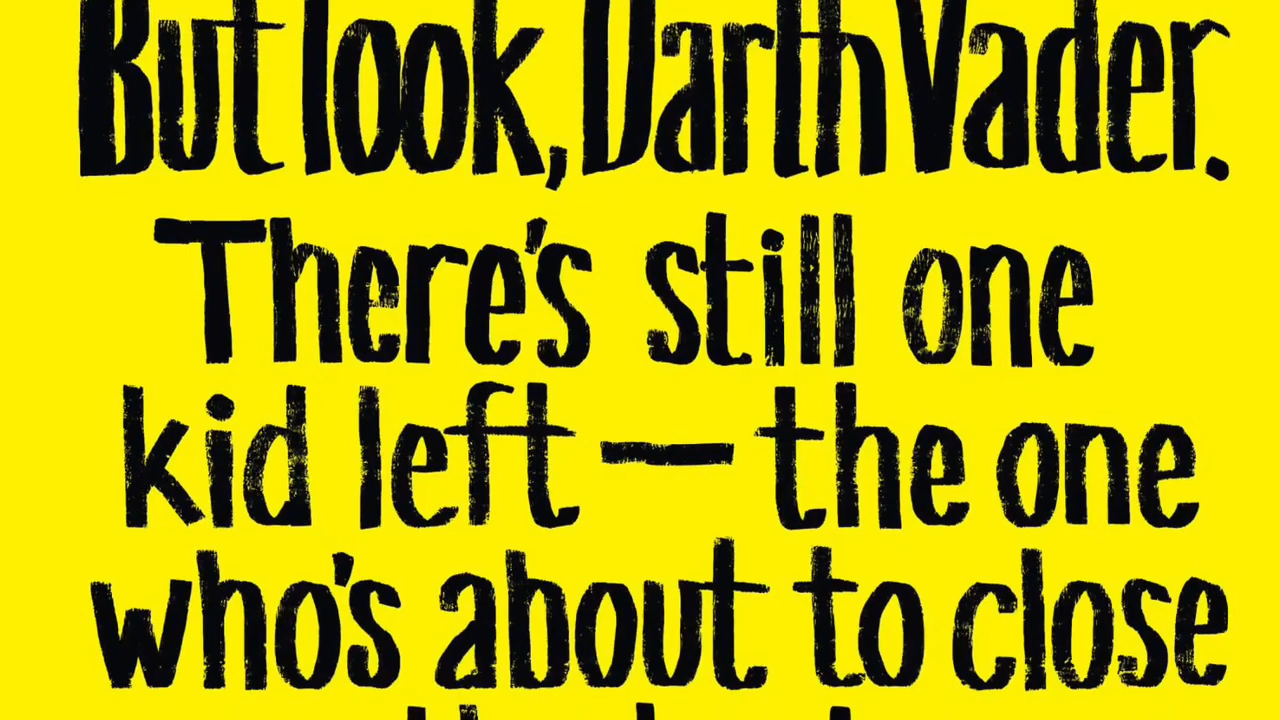 But look, Darth Vader.
There's still one
kid left — the one
who's about to close